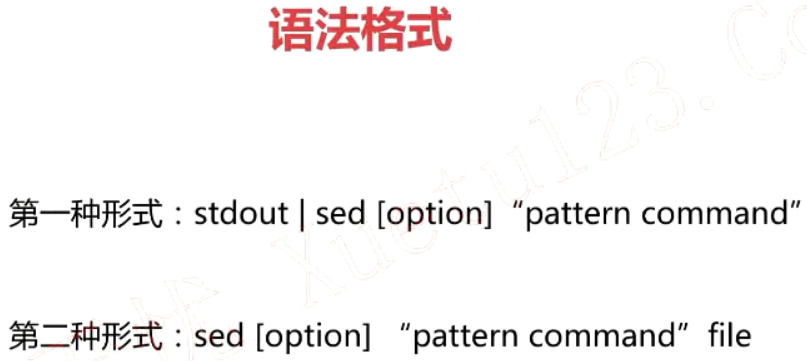 语法格式
第一种形式：stdout | sed [option] “pattern command”
第二种形式：sed [option] “pattern command” file